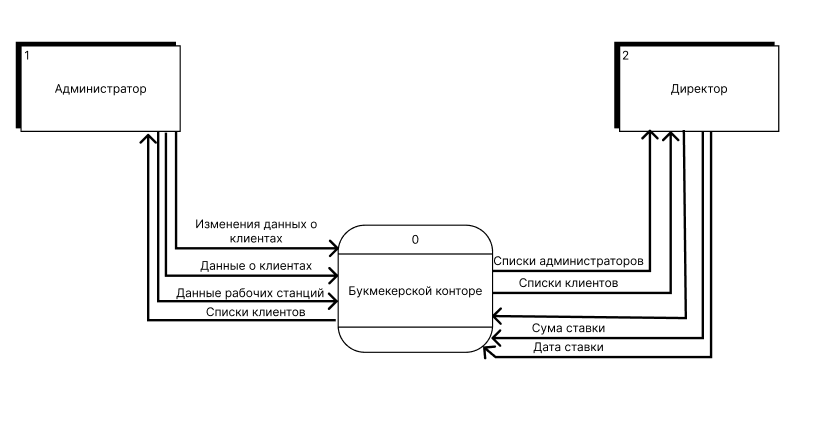 1
Администратор
2
Директор
Изменения данных о
клиентах
Данные о клиентах
Данные рабочих станций
Списки клиентов
0
Букмекерской конторе
Списки администраторов
Списки клиентов
Сума ставки
Дата ставки